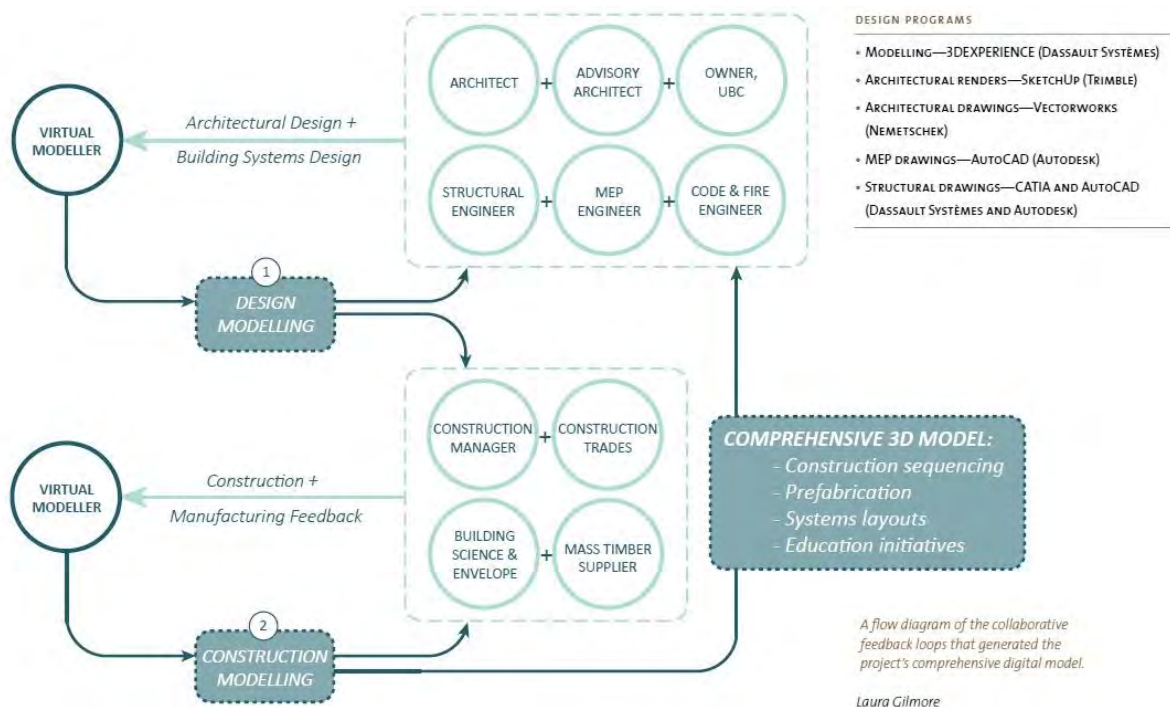 ARCHITECT
+
ADVISORY
ARCHITECT
+
OWNER,
UBC
STRUCTURAL
ENGINEER
+
MEP
ENGINEER
+
CODE & FIRE
ENGINEER
VIRTUAL
MODELLER
Architectural Design +
Building Systems Design
1
DESIGN
MODELLING
CONSTRUCTION
MANAGER
+
CONSTRUCTION
TRADES
BUILDING
SCIENCE &
ENVELOPE
+
MASS TIMBER
SUPPLIER
VIRTUAL
MODELLER
Construction +
Manufacturing Feedback
2
CONSTRUCTION
MODELLING
COMPREHENSIVE 3D MODEL:
- Construction sequencing
- Prefabrication
- Systems layouts
- Education initiatives
DESIGN PROGRAMS
• MODELLING—3DEXPERIENCE (DASSAULT SYSTÈMES)
• ARCHITECTURAL RENDERS—SKETCHUP (TRIMBLE)
• ARCHITECTURAL DRAWINGS—VECTORWORKS
(NEMETSCHEK)
• MEP DRAWINGS—AUTOCAD (AUTODESK)
• STRUCTURAL DRAWINGS—CATIA AND AUTOCAD
(DASSAULT SYSTÈMES AND AUTODESK)
A flow diagram of the collaborative
feedback loops that generated the
project's comprehensive digital model.
Laura Gilmore